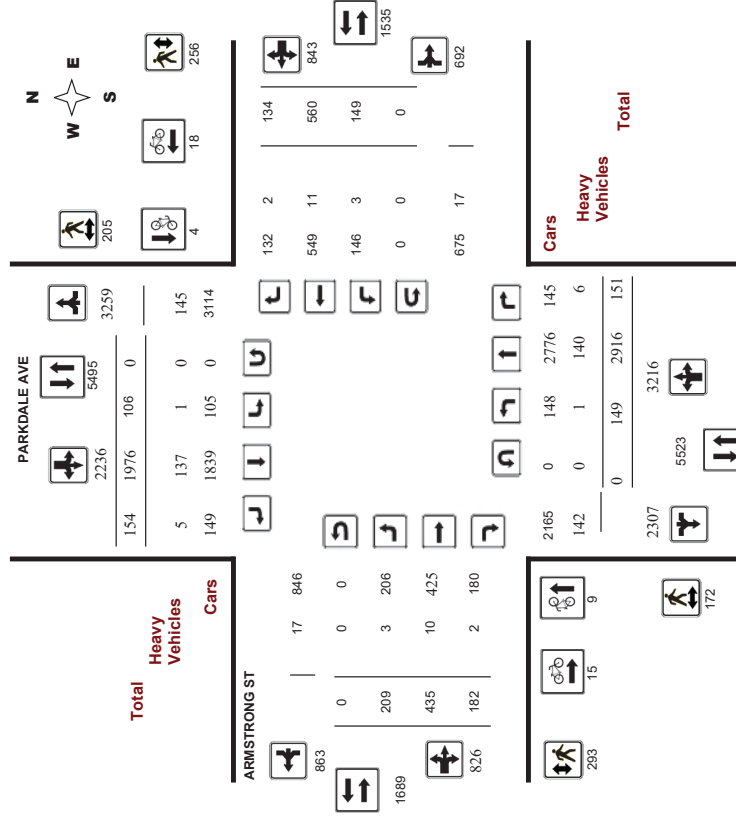 PARKDALE AVE
N
W E
S
2236
5495
3259
205
154 1976 106 0
4
18
256
Total
5 137 1 0 145
Heavy
Vehicles
149 1839 105 0 3114
Cars
ARMSTRONG ST
863
17 846
132 2 134
843
0 0 0
549 11 560
1689
209 3 206
146 3 149
1535
435 10 425
0 0 0
826
182 2 180
675 17
692
2165 0 148 2776 145
Cars
142 0 1 140 6
Heavy
Vehicles
0 149 2916 151
Total
293
15
9
2307
3216
172
5523